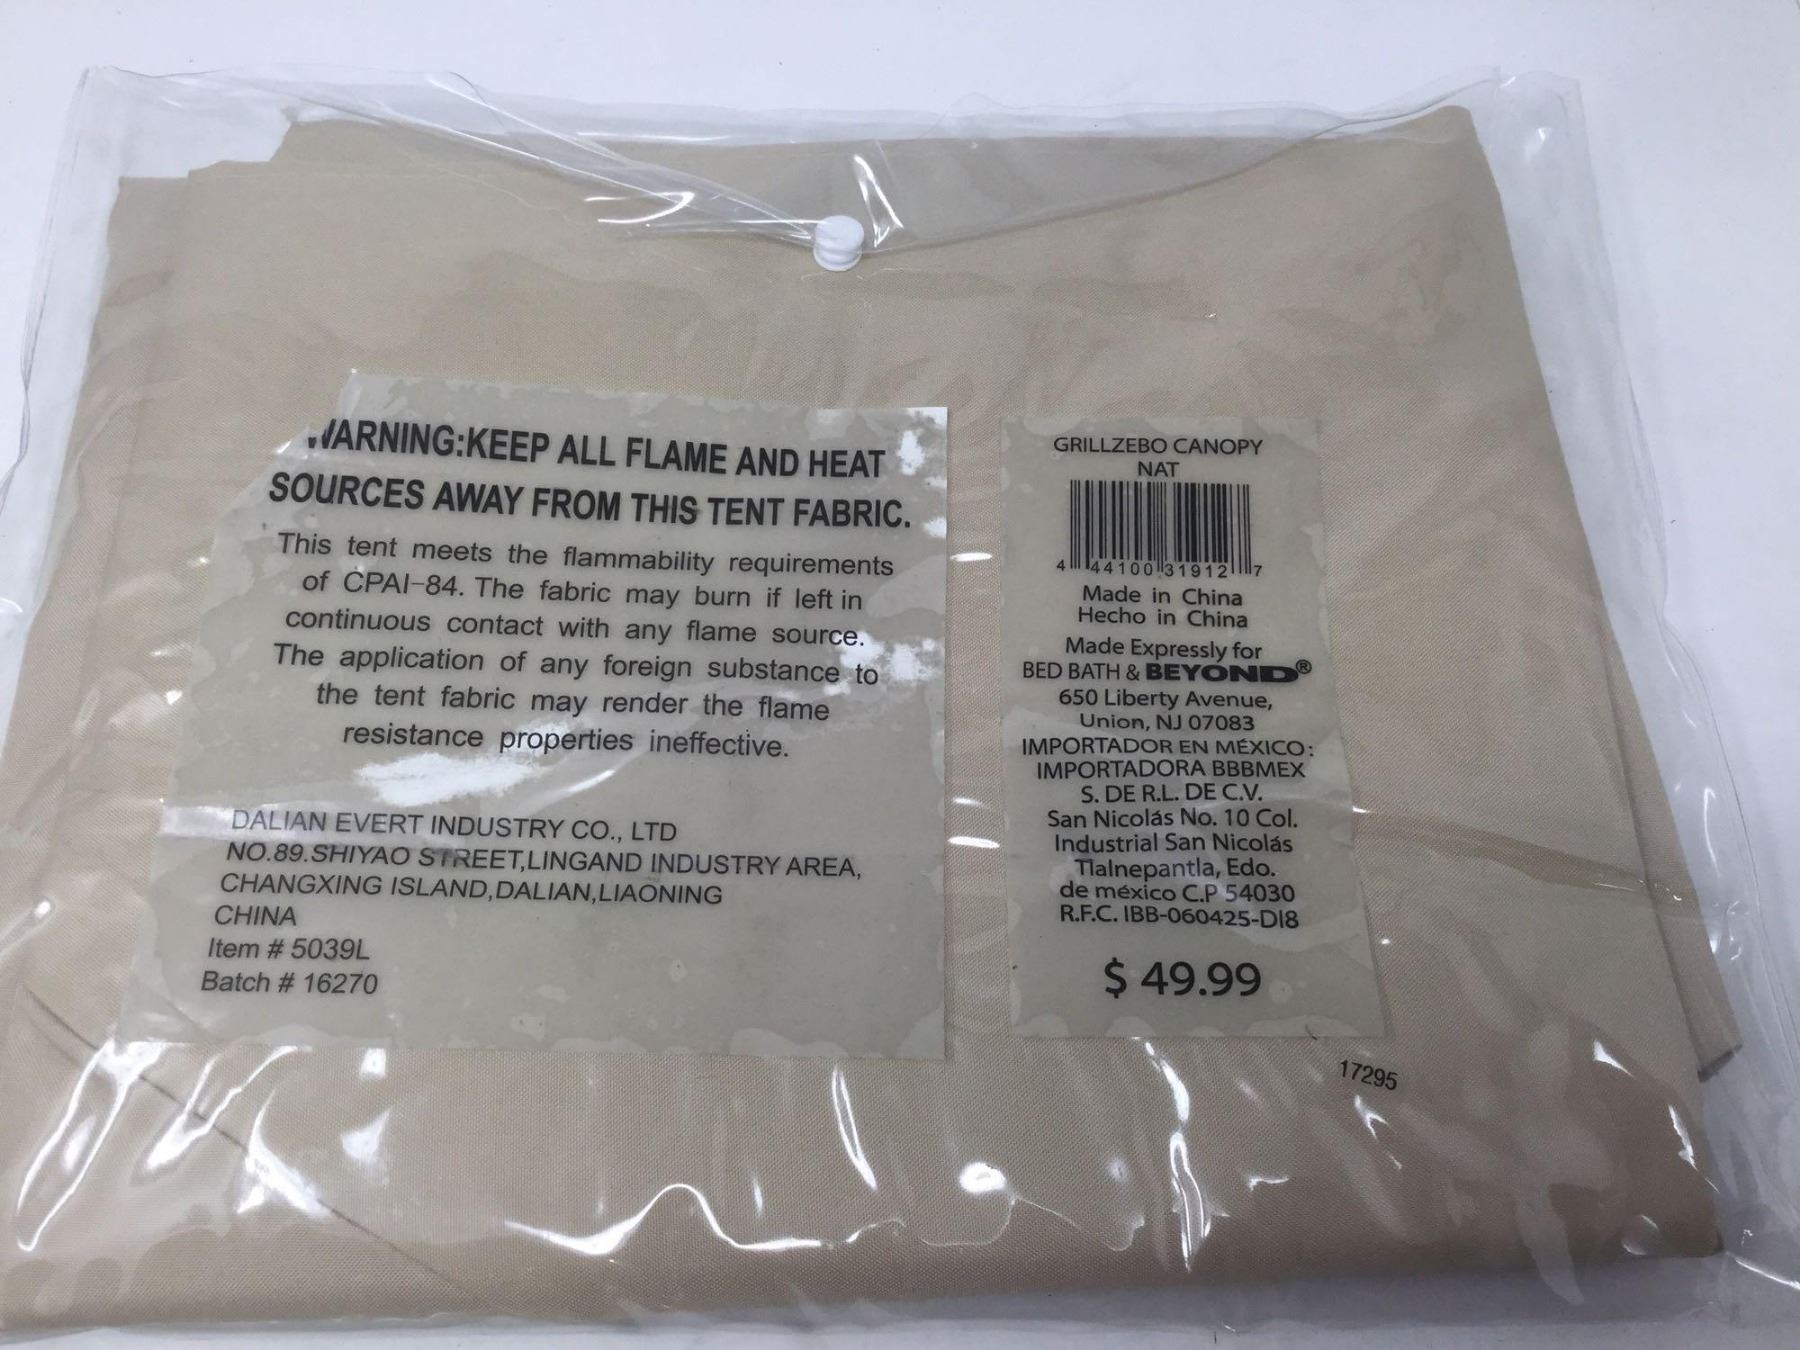 WARNING:KEEP ALL FLAME AND HEAT
SOURCES AWAY FROM THIS TENT FABRIC.
This tent meets the flammability requirements
of CPAI-84. The fabric may burn if left in
continuous contact with any flame source.
The application of any foreign substance to
the tent fabric may render the flame
resistance properties ineffective.
DALIAN EVERT INDUSTRY CO., LTD
NO.89.SHIYAO STREET,LINGAND INDUSTRY AREA,
CHANGXING ISLAND,DALIAN,LIAONING
CHINA
Item # 5039L
Batch # 16270
GRILLZEBO CANOPY
NAT
4 44100 31912 7
Made in China
Hecho in China
Made Expressly for
BED BATH & BEYOND®
650 Liberty Avenue,
Union, NJ 07083
IMPORTADOR EN MÉXICO:
IMPORTADORA BBBMEX
S. DE R.L. DE C.V.
San Nicolás No. 10 Col.
Industrial San Nicolás
Tlalnepantla, Edo.
de méxico C.P 54030
R.F.C. IBB-060425-DI8
$ 49.99
17295